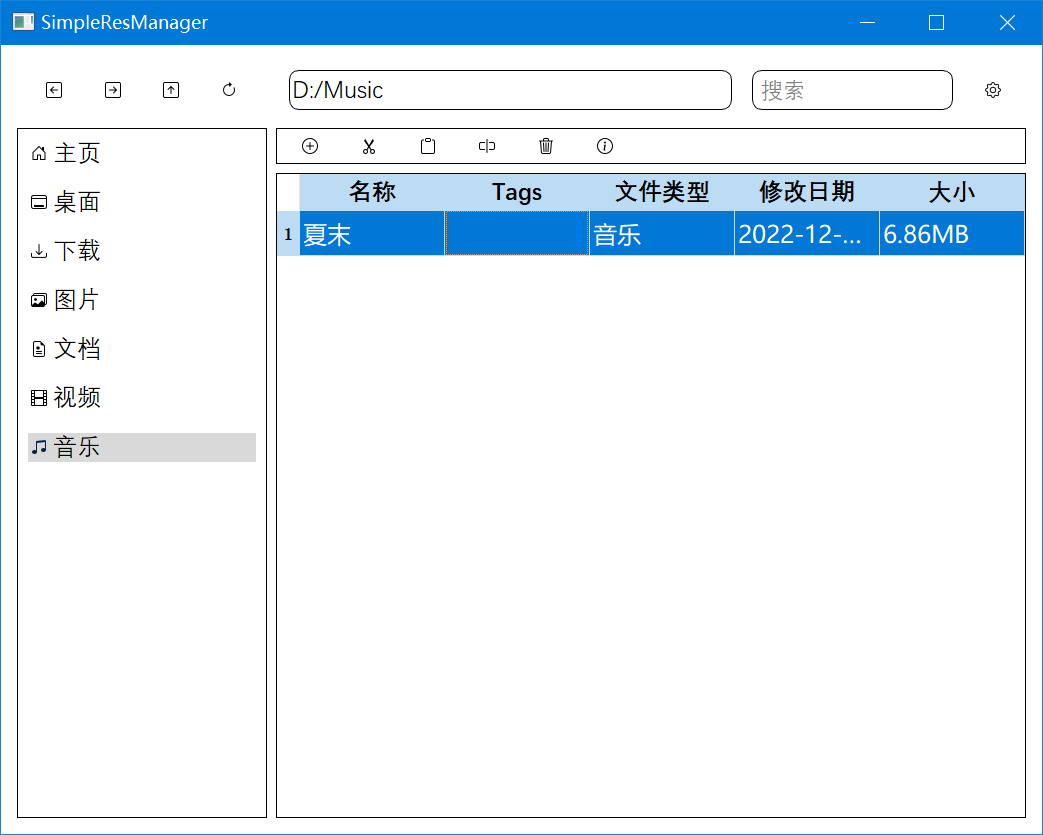 SimpleResManager
D:/Music
搜索
主页
桌面
下载
图片
文档
视频
音乐
名称 Tags 文件类型 修改日期 大小
1 夏末 音乐 2022-12-... 6.86MB